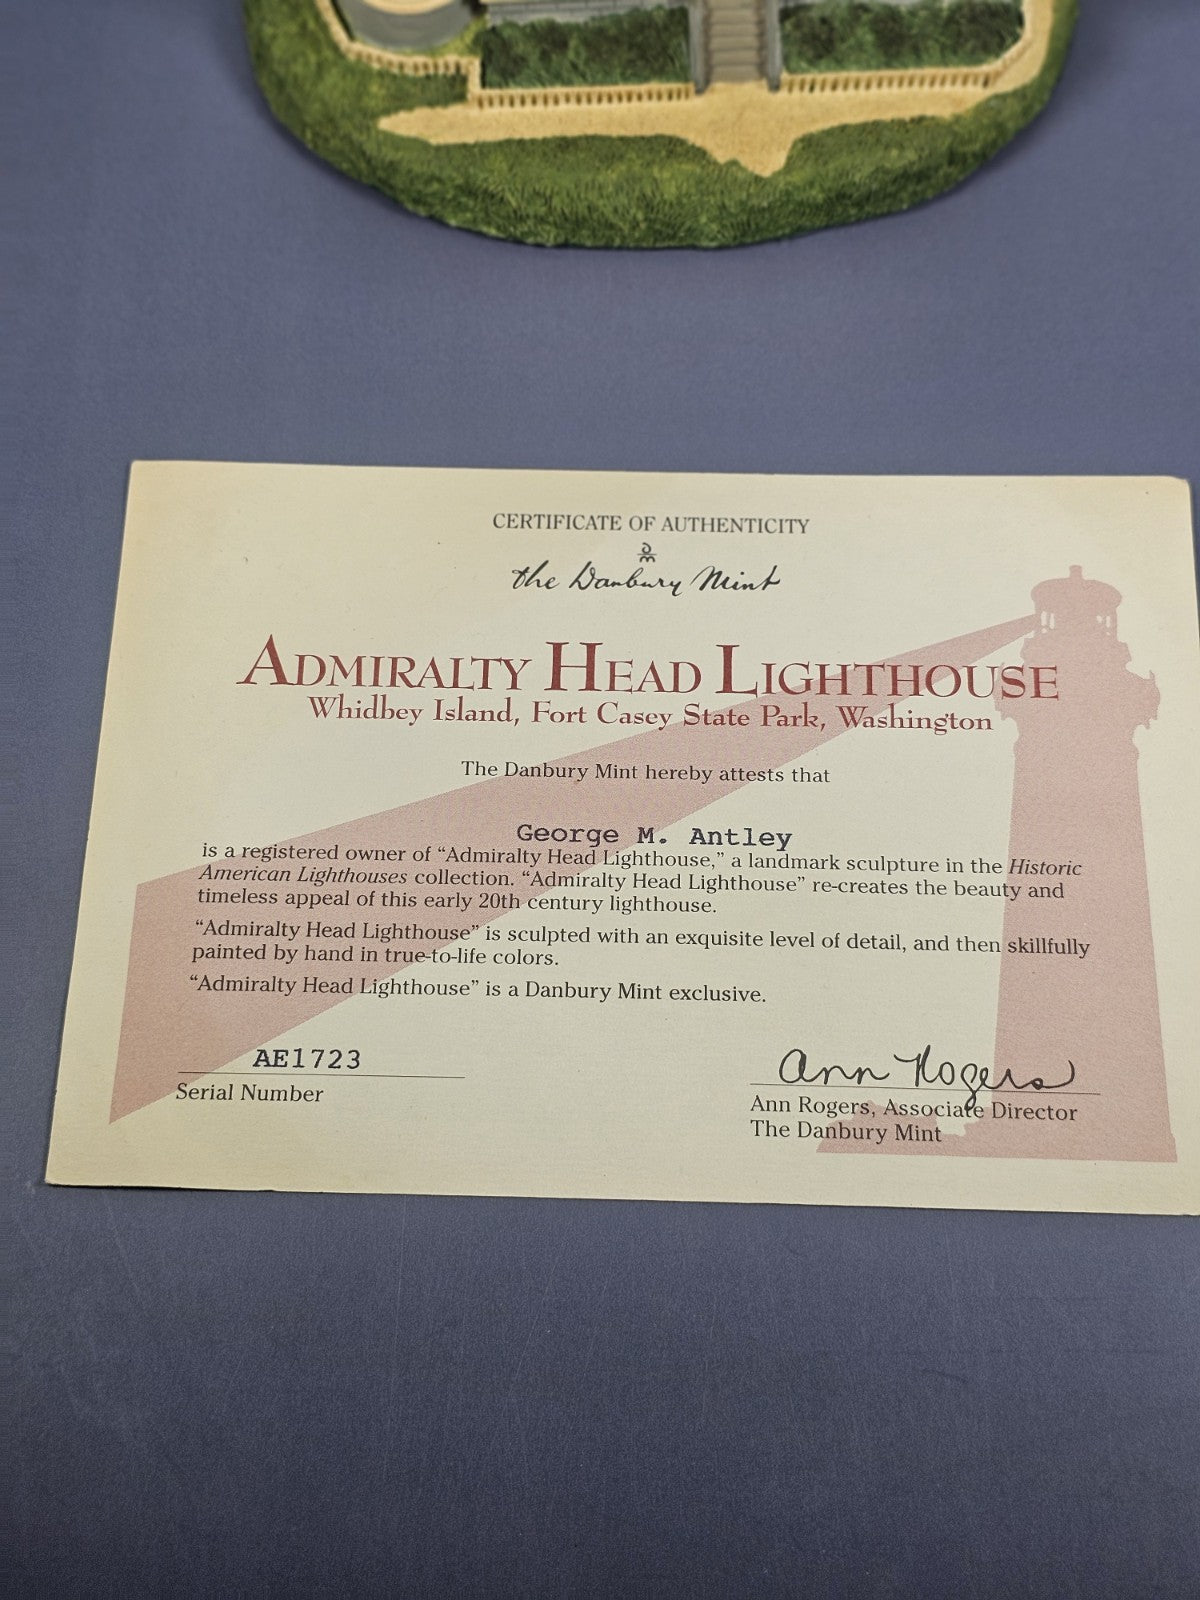 CERTIFICATE OF AUTHENTICITY
the Danbury Mint
ADMIRALTY HEAD LIGHTHOUSE
Whidbey Island, Fort Casey State Park, Washington
The Danbury Mint hereby attests that
George M. Antley
is a registered owner of “Admiralty Head Lighthouse,” a landmark sculpture in the Historic
American Lighthouses collection. “Admiralty Head Lighthouse” re-creates the beauty and
timeless appeal of this early 20th century lighthouse.
“Admiralty Head Lighthouse” is sculpted with an exquisite level of detail, and then skillfully
painted by hand in true-to-life colors.
“Admiralty Head Lighthouse” is a Danbury Mint exclusive.
AE1723
Serial Number
Ann Rogers
Ann Rogers, Associate Director
The Danbury Mint